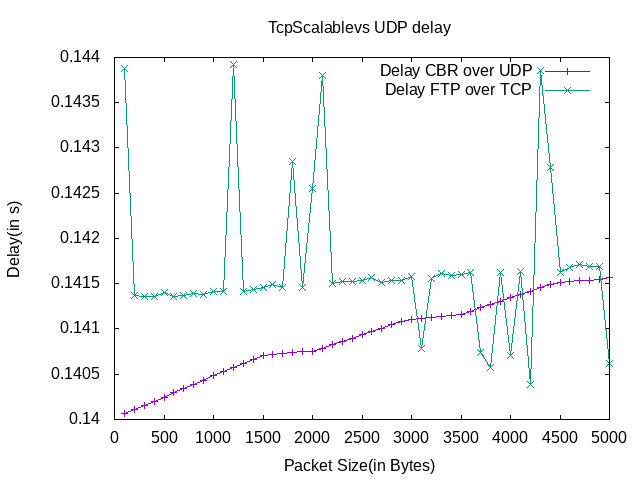 TcpScalablevs UDP delay
Delay CBR over UDP
Delay FTP over TCP
0.144
0.1435
0.143
0.1425
0.142
0.1415
0.141
0.1405
0.14
Delay(in s)
0 500 1000 1500 2000 2500 3000 3500 4000 4500 5000
Packet Size(in Bytes)